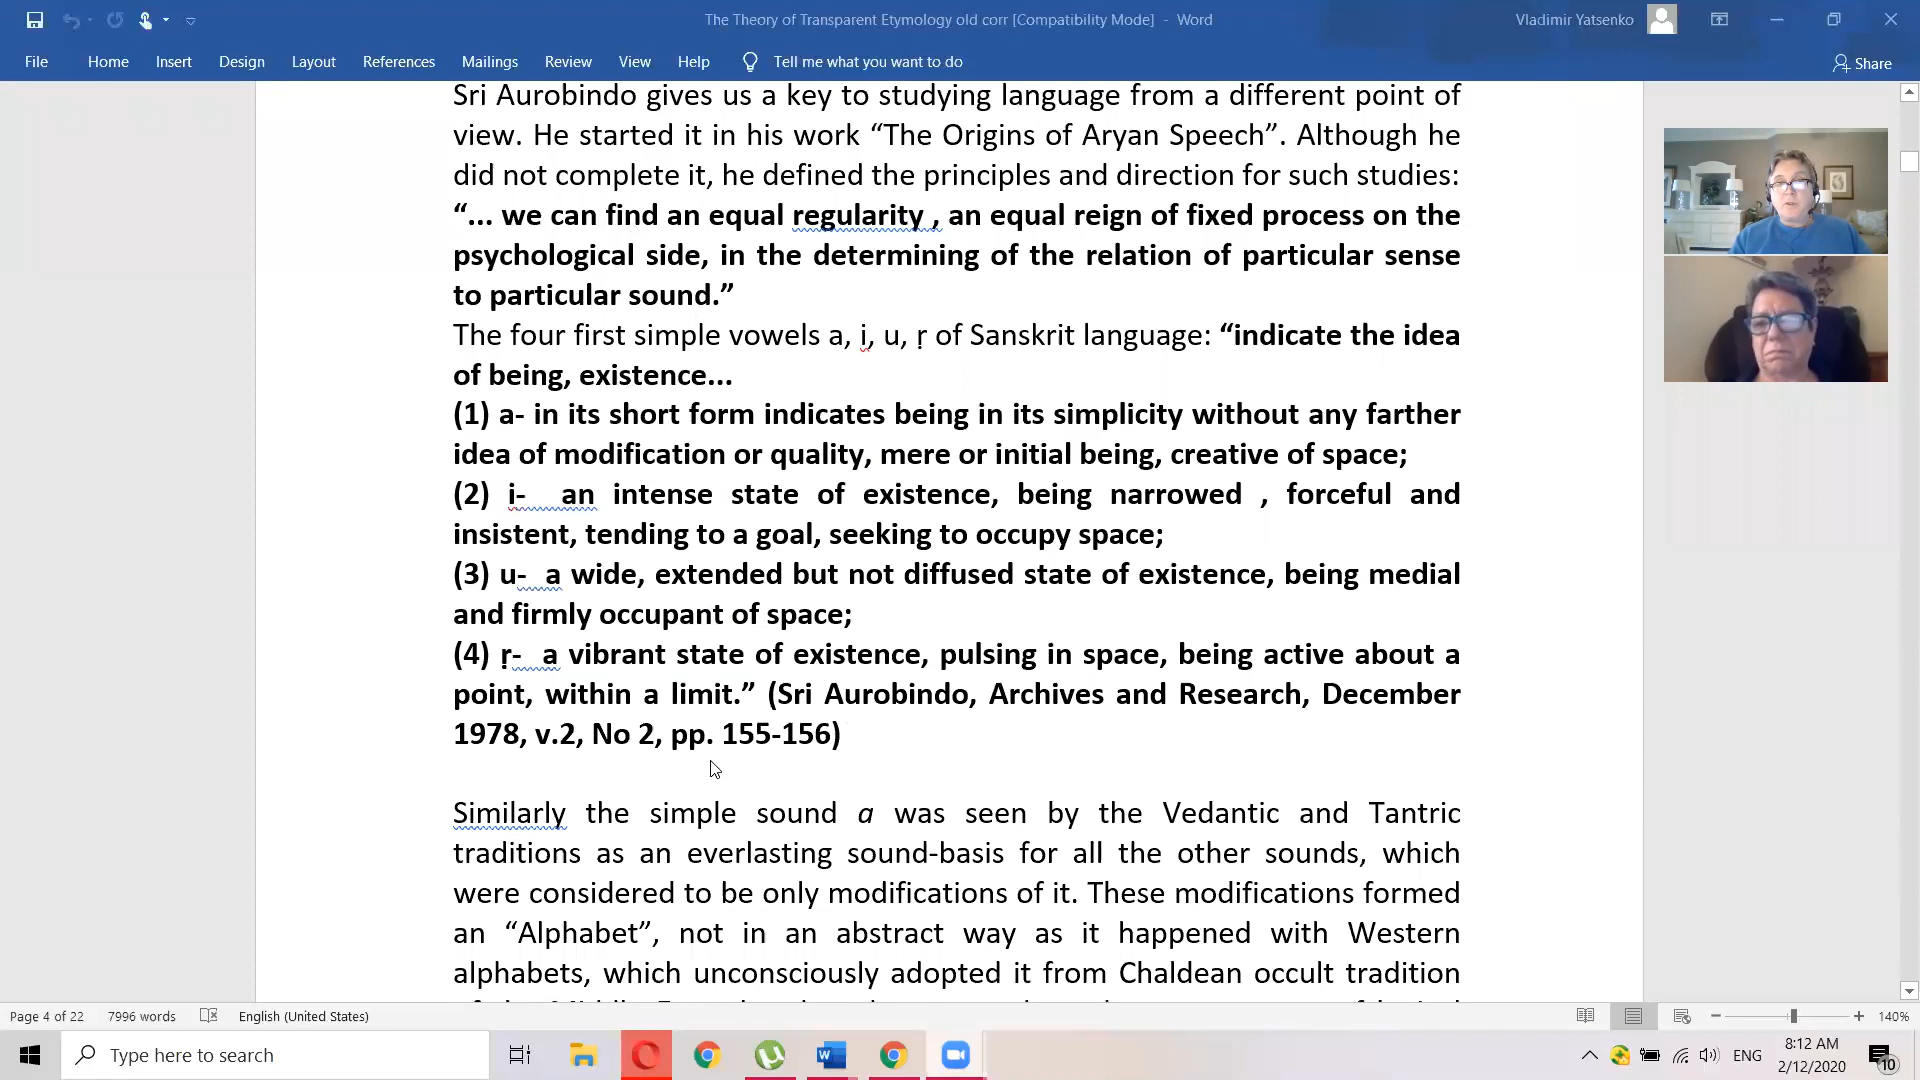 The Theory of Transparent Etymology old corr [Compatibility Mode] - Word
Vladimir Yatsenko
File Home Insert Design Layout References Mailings Review View Help Tell me what you want to do Share
Sri Aurobindo gives us a key to studying language from a different point of
view. He started it in his work “The Origins of Aryan Speech”. Although he
did not complete it, he defined the principles and direction for such studies:
“... we can find an equal regularity , an equal reign of fixed process on the
psychological side, in the determining of the relation of particular sense
to particular sound.”
The four first simple vowels a, i, u, ṛ of Sanskrit language: “indicate the idea
of being, existence...
(1) a- in its short form indicates being in its simplicity without any farther
idea of modification or quality, mere or initial being, creative of space;
(2) i- an intense state of existence, being narrowed , forceful and
insistent, tending to a goal, seeking to occupy space;
(3) u- a wide, extended but not diffused state of existence, being medial
and firmly occupant of space;
(4) ṛ- a vibrant state of existence, pulsing in space, being active about a
point, within a limit.” (Sri Aurobindo, Archives and Research, December
1978, v.2, No 2, pp. 155-156)
Similarly the simple sound a was seen by the Vedantic and Tantric
traditions as an everlasting sound-basis for all the other sounds, which
were considered to be only modifications of it. These modifications formed
an “Alphabet”, not in an abstract way as it happened with Western
alphabets, which unconsciously adopted it from Chaldean occult tradition
Page 4 of 22 7996 words English (United States) 140%
Type here to search
ENG
8:12 AM
2/12/2020
10